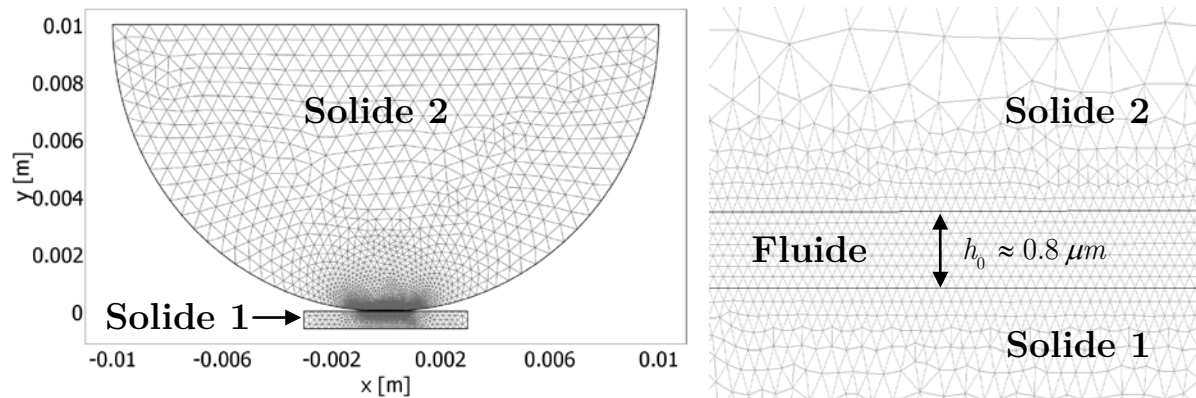 0.01
0.008
0.006
0.004
0.002
0
y [m]
Solide 2
Solide 1
-0.01
-0.006
-0.002
0.002
0.006
0.01
x [m]
Solide 2
Fluide
h₀ ≈ 0.8 μm
Solide 1